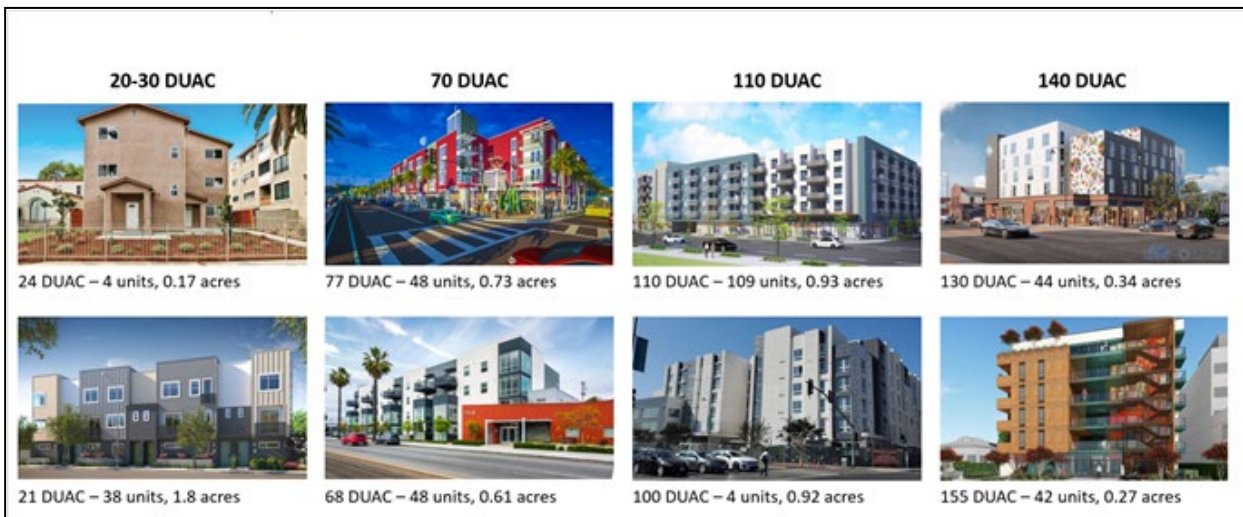 20-30 DUAC
70 DUAC
110 DUAC
140 DUAC
24 DUAC – 4 units, 0.17 acres
77 DUAC – 48 units, 0.73 acres
110 DUAC – 109 units, 0.93 acres
130 DUAC – 44 units, 0.34 acres
21 DUAC – 38 units, 1.8 acres
68 DUAC – 48 units, 0.61 acres
100 DUAC – 4 units, 0.92 acres
155 DUAC – 42 units, 0.27 acres